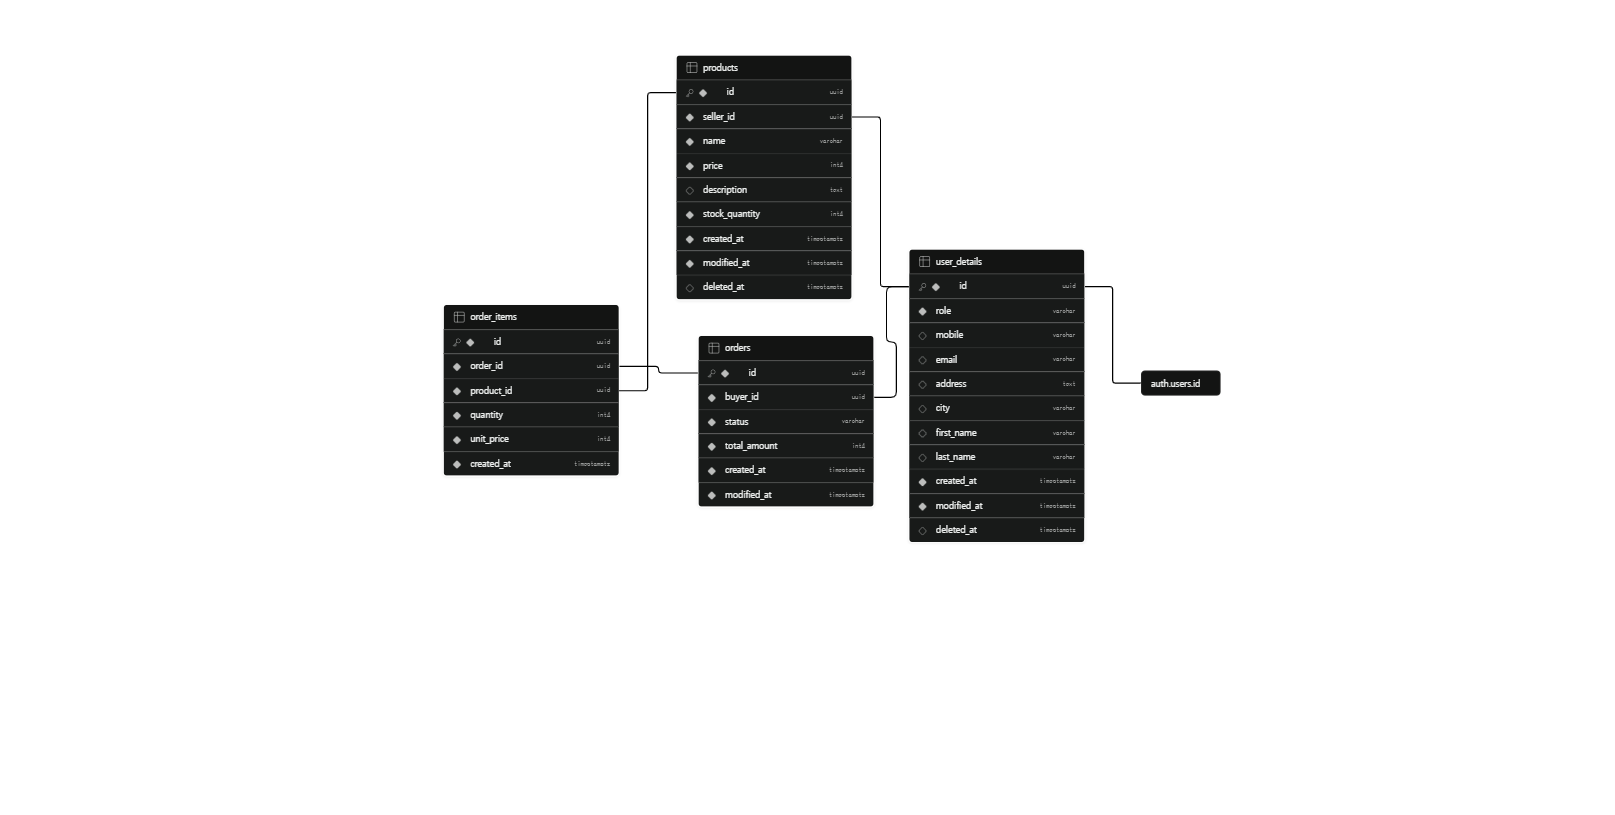 products
id uuid
seller_id uuid
name varchar
price int4
description text
stock_quantity int4
created_at timestamptz
modified_at timestamptz
deleted_at timestamptz
order_items
id uuid
order_id uuid
product_id uuid
quantity int4
unit_price int4
created_at timestamptz
orders
id uuid
buyer_id uuid
status varchar
total_amount int4
created_at timestamptz
modified_at timestamptz
user_details
id uuid
role varchar
mobile varchar
email varchar
address text
city varchar
first_name varchar
last_name varchar
created_at timestamptz
modified_at timestamptz
deleted_at timestamptz
auth.users.id